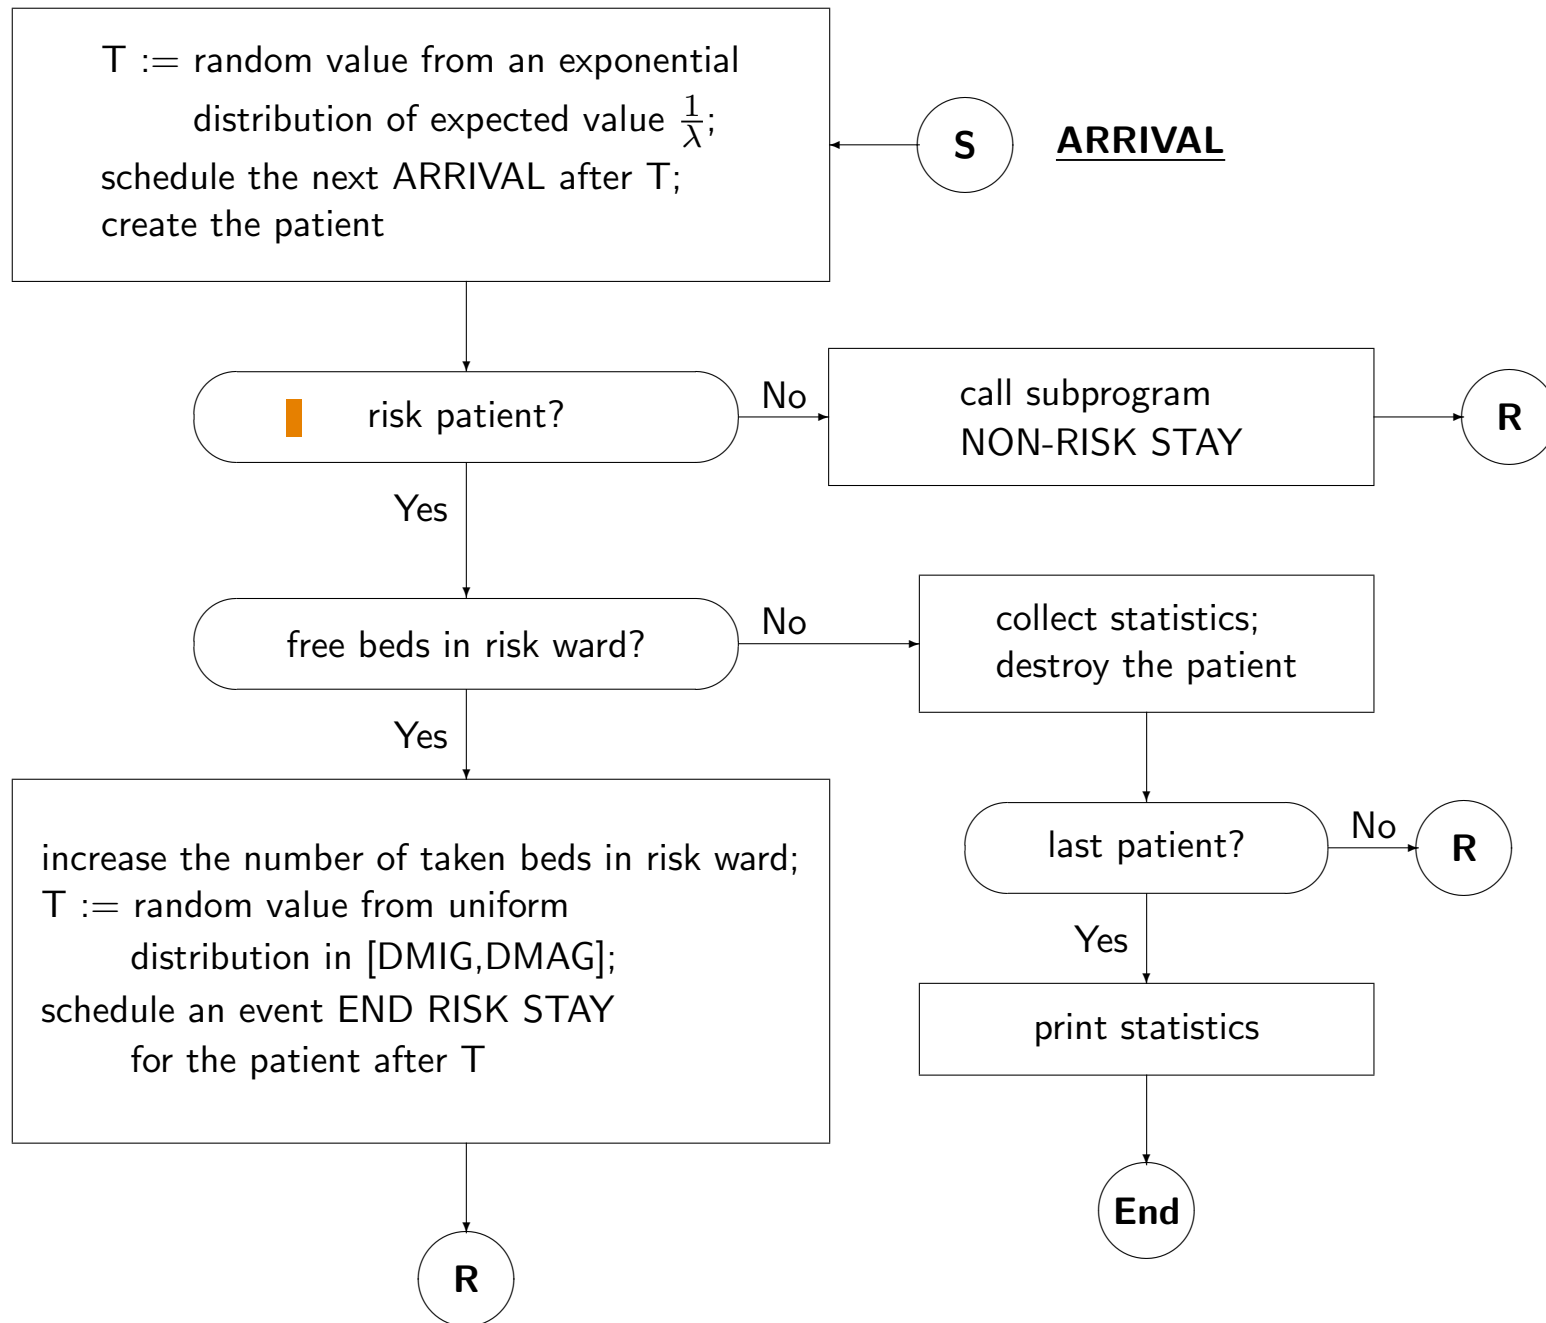 T := random value from an exponential
distribution of expected value 1/λ;
schedule the next ARRIVAL after T;
create the patient
S
ARRIVAL
risk patient?
No
call subprogram
NON-RISK STAY
R
Yes
free beds in risk ward?
No
collect statistics;
destroy the patient
Yes
increase the number of taken beds in risk ward;
T := random value from uniform
distribution in [DMIG,DMAG];
schedule an event END RISK STAY
for the patient after T
R
last patient?
No
R
Yes
print statistics
End